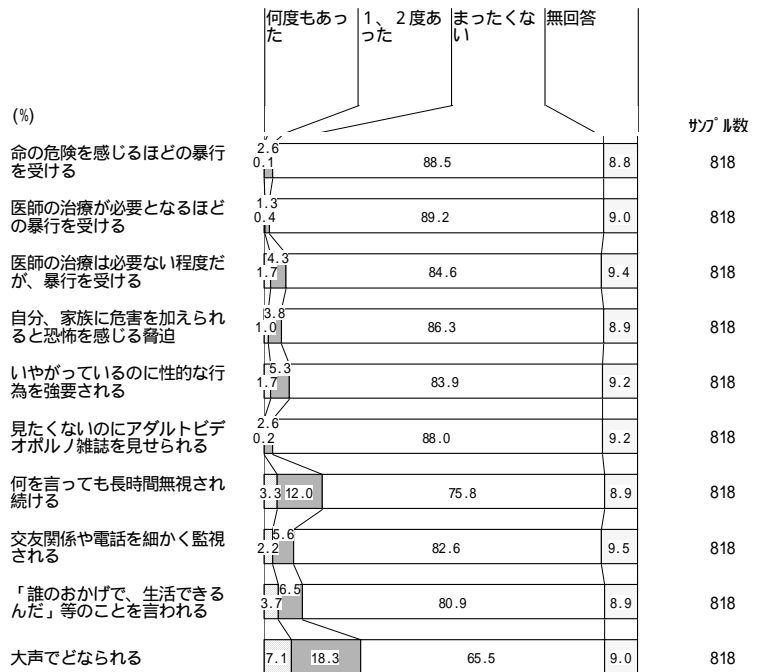 何度もあっ
た
1、2度あ
った
まったくな
い
無回答
(%)
サンプル数
命の危険を感じるほどの暴行
を受ける
2.6
0.1
88.5
8.8
818
医師の治療が必要となるほど
の暴行を受ける
1.3
0.4
89.2
9.0
818
医師の治療は必要ない程度だ
が、暴行を受ける
4.3
1.7
84.6
9.4
818
自分、家族に危害を加えられ
ると恐怖を感じる脅迫
3.8
1.0
86.3
8.9
818
いやがっているのに性的な行
為を強要される
5.3
1.7
83.9
9.2
818
見たくないのにアダルトビデ
オポルノ雑誌を見せられる
2.6
0.2
88.0
9.2
818
何を言っても長時間無視され
続ける
3.3
12.0
75.8
8.9
818
交友関係や電話を細かく監視
される
5.6
2.2
82.6
9.5
818
「誰のおかげで、生活できる
んだ」等のことを言われる
6.5
3.7
80.9
8.9
818
大声でどなられる
7.1
18.3
65.5
9.0
818